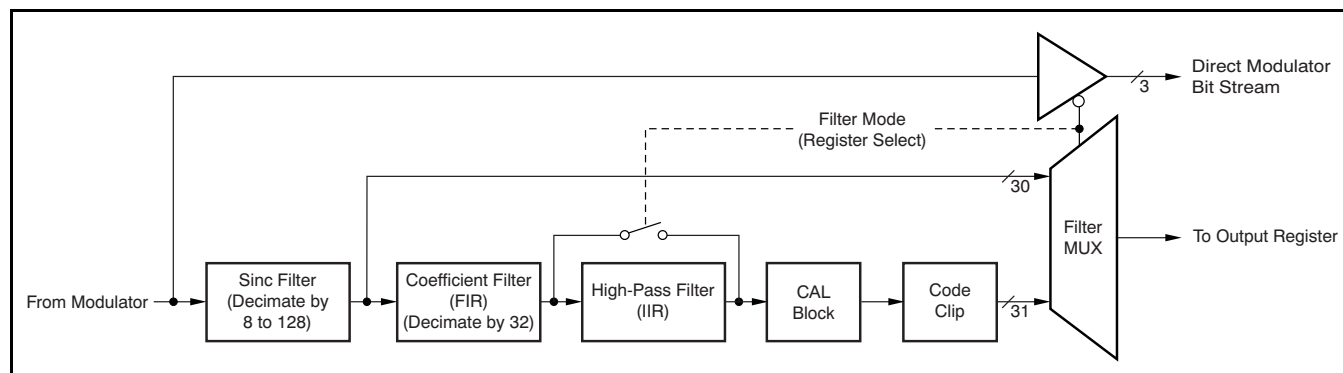 Direct Modulator
Bit Stream
3
Filter Mode
(Register Select)
30
Filter
MUX
To Output Register
From Modulator
Sinc Filter
(Decimate by
8 to 128)
Coefficient Filter
(FIR)
(Decimate by 32)
High-Pass Filter
(IIR)
CAL
Block
Code
Clip
31